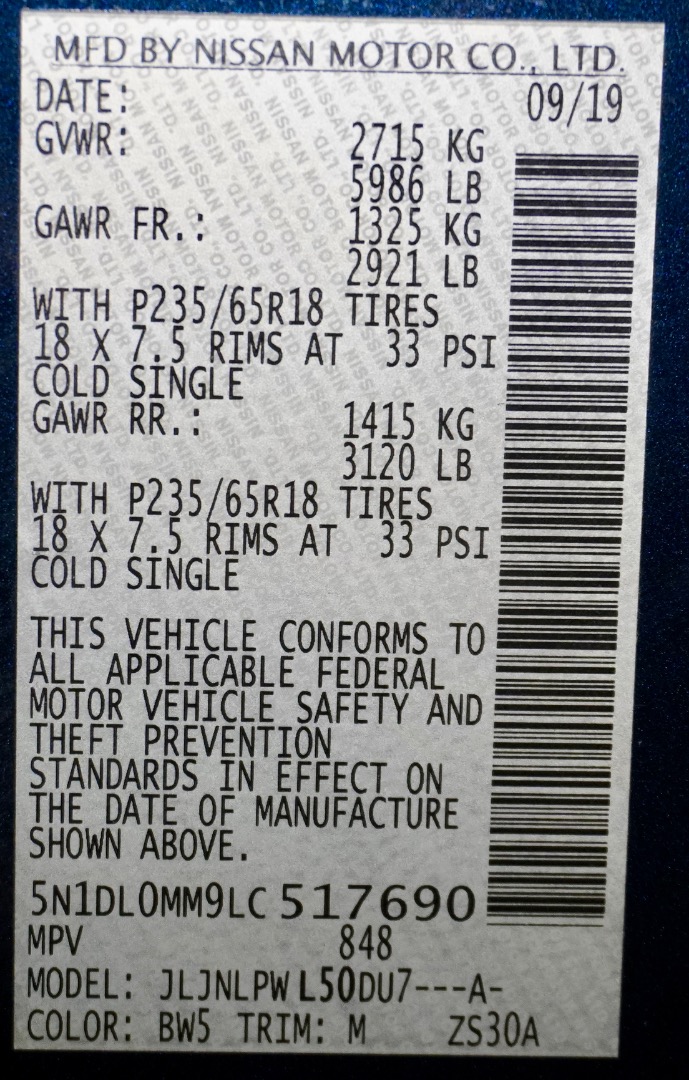 MFD BY NISSAN MOTOR CO., LTD.
DATE: 09/19
GVWR: 2715 KG
5986 LB
GAWR FR.: 1325 KG
2921 LB
WITH P235/65R18 TIRES
18 X 7.5 RIMS AT 33 PSI
COLD SINGLE
GAWR RR.: 1415 KG
3120 LB
WITH P235/65R18 TIRES
18 X 7.5 RIMS AT 33 PSI
COLD SINGLE
THIS VEHICLE CONFORMS TO
ALL APPLICABLE FEDERAL
MOTOR VEHICLE SAFETY AND
THEFT PREVENTION
STANDARDS IN EFFECT ON
THE DATE OF MANUFACTURE
SHOWN ABOVE.
5N1DL0MM9LC 517690
MPV 848
MODEL: JLJNLPW L50DU7---A-
COLOR: BW5 TRIM: M ZS30A